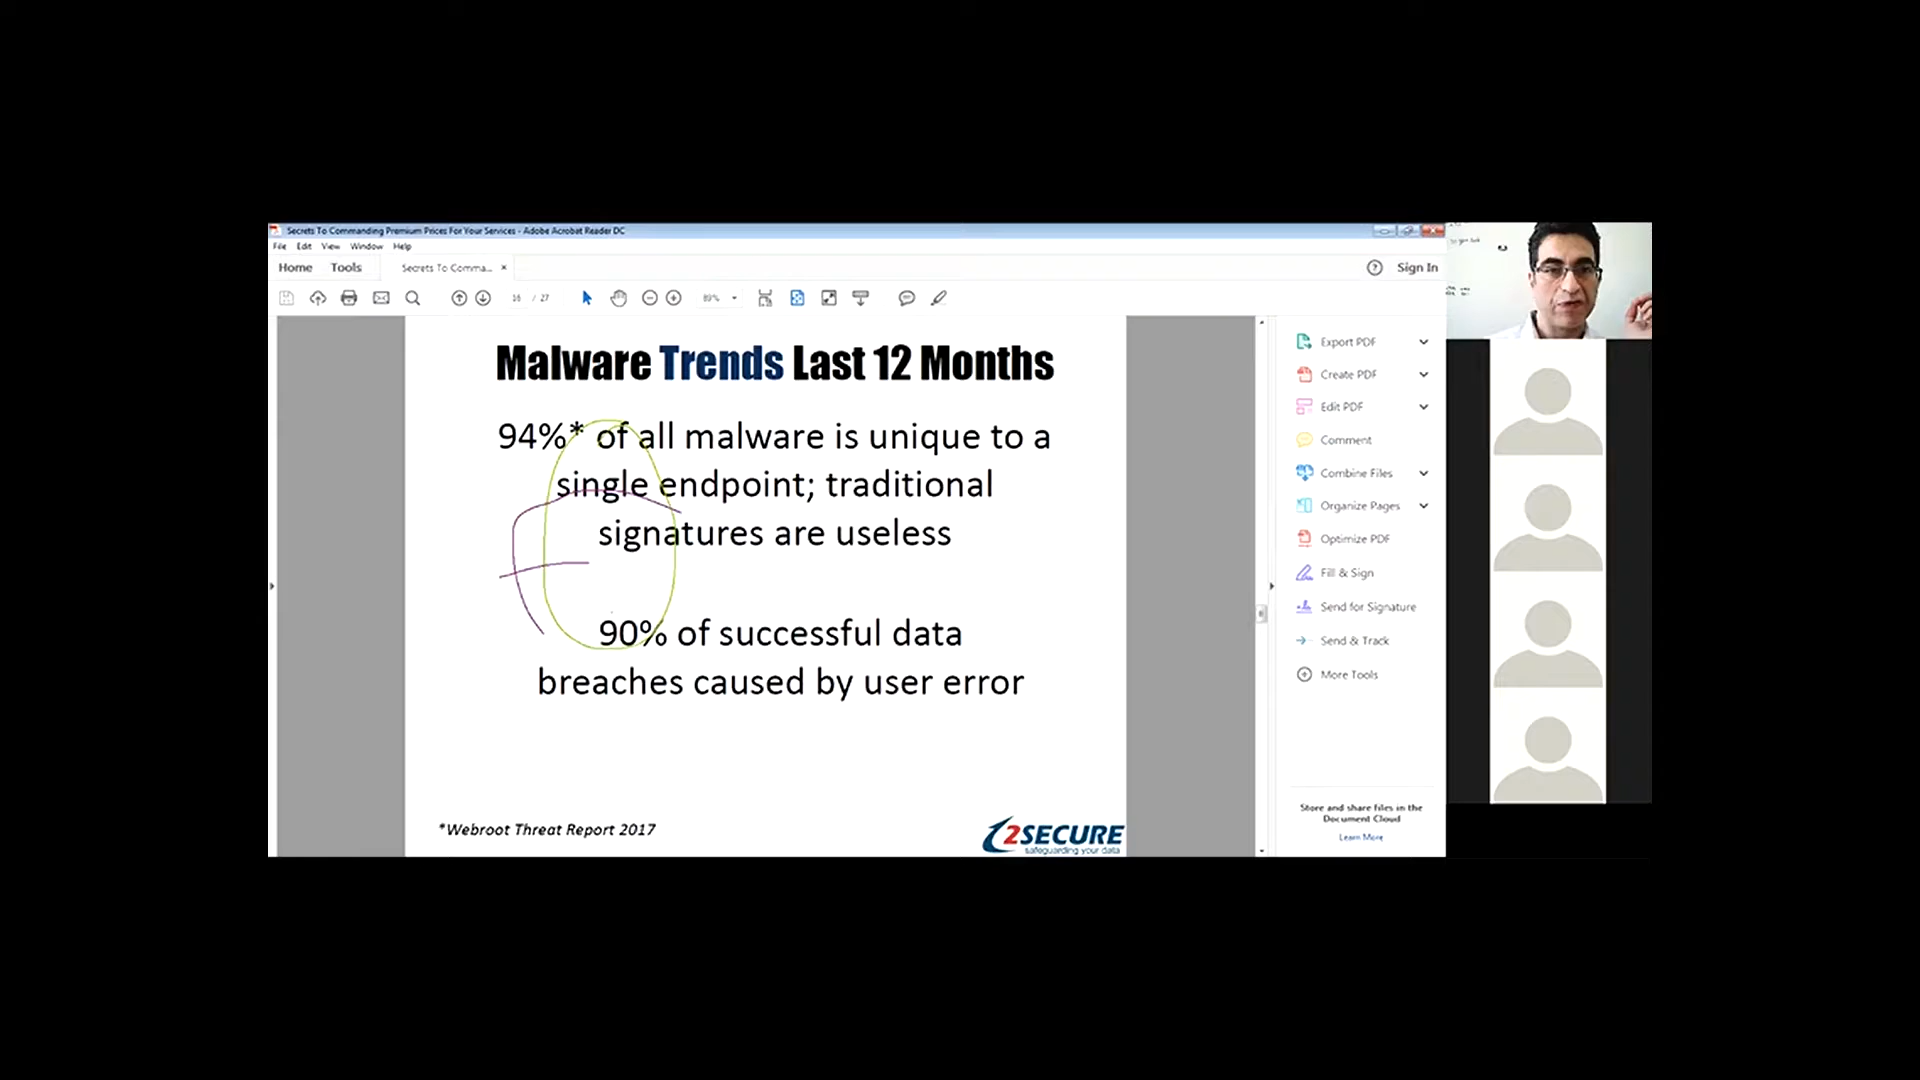 Secrets To Commanding Premium Prices For Your Services - Adobe Acrobat Reader DC
File Edit View Window Help
Home Tools Secrets To Comma... × Sign In
16 / 27 89%
Malware Trends Last 12 Months
94%* of all malware is unique to a
single endpoint; traditional
signatures are useless
90% of successful data
breaches caused by user error
*Webroot Threat Report 2017
2SECURE
safeguarding your data
Export PDF
Create PDF
Edit PDF
Comment
Combine Files
Organize Pages
Optimize PDF
Fill & Sign
Send for Signature
Send & Track
More Tools
Store and share files in the
Document Cloud
Learn More